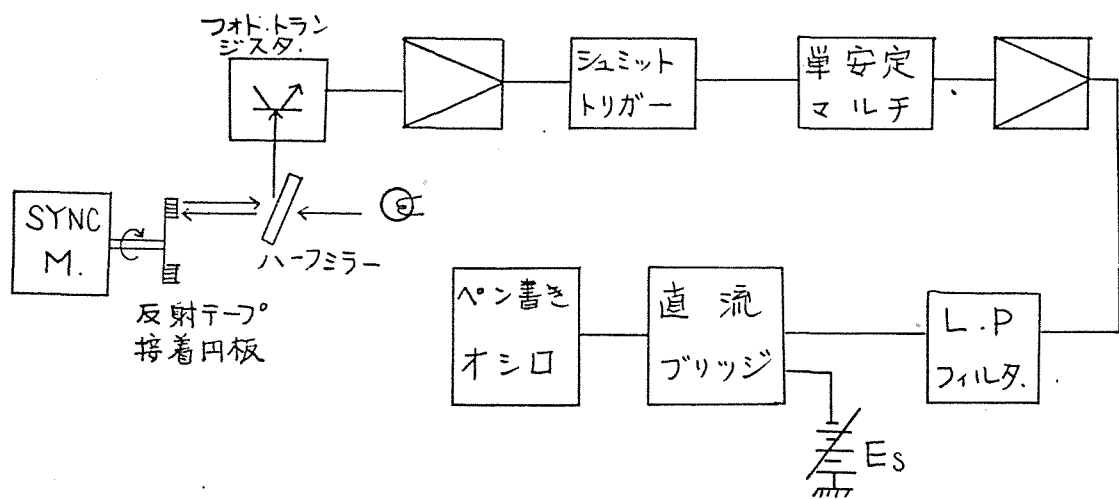 フォト・トラン
ジスタ.
シュミット
トリガー
単安定
マルチ
SYNC
M.
ハーフミラー
反射テープ
接着円板
ペン書き
オシロ
直流
ブリッジ
L.P
フィルタ.
Es